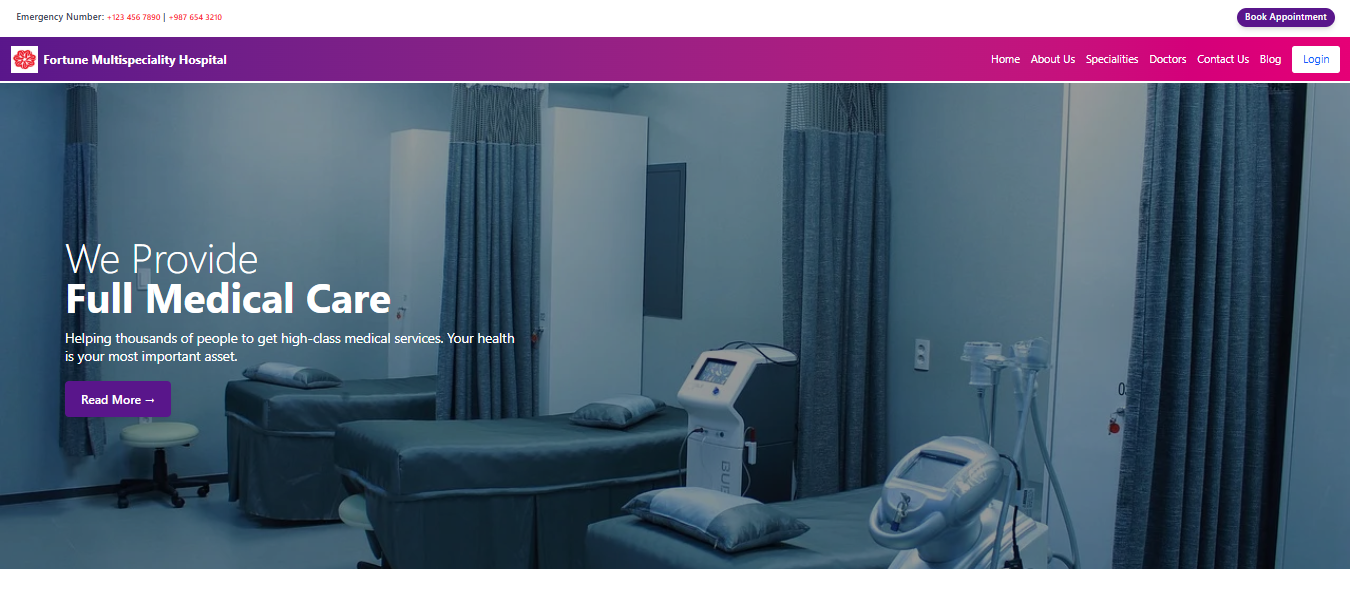 Emergency Number: +123 456 7890 | +987 654 3210
Book Appointment
Fortune Multispeciality Hospital
Home About Us Specialities Doctors Contact Us Blog Login
We Provide
Full Medical Care
Helping thousands of people to get high-class medical services. Your health
is your most important asset.
Read More →